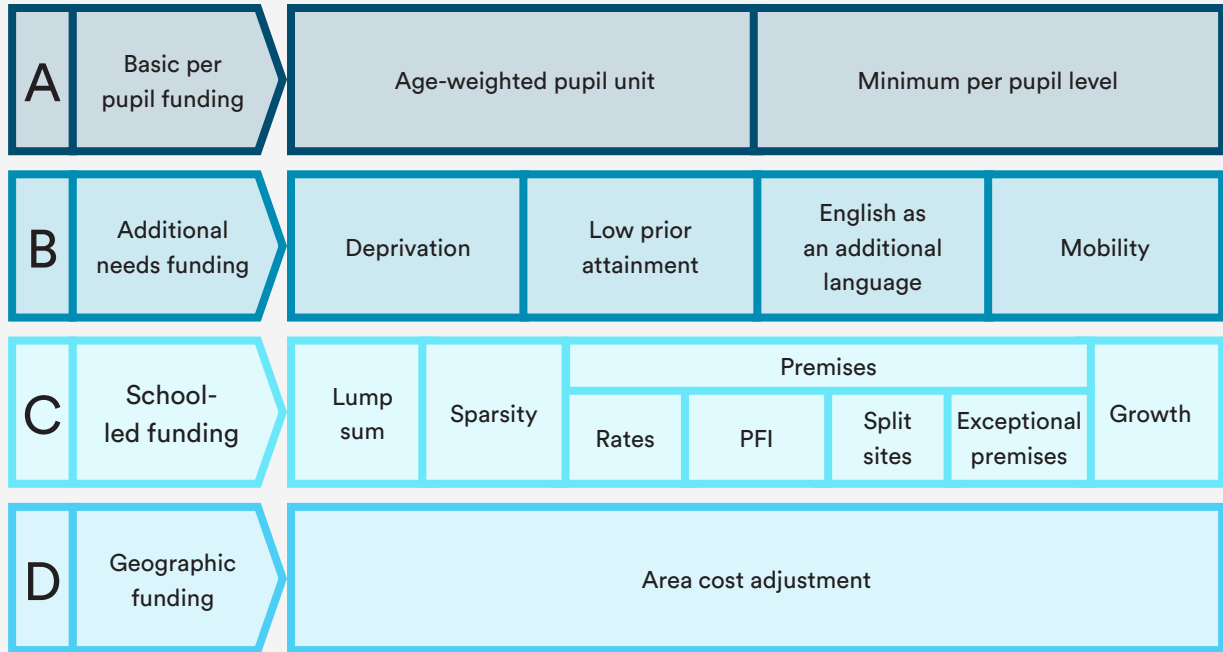 A
Basic per
pupil funding
Age-weighted pupil unit
Minimum per pupil level
B
Additional
needs funding
Deprivation
Low prior
attainment
English as
an additional
language
Mobility
C
School-
led funding
Lump
sum
Sparsity
Premises
Rates
PFI
Split
sites
Exceptional
premises
Growth
D
Geographic
funding
Area cost adjustment